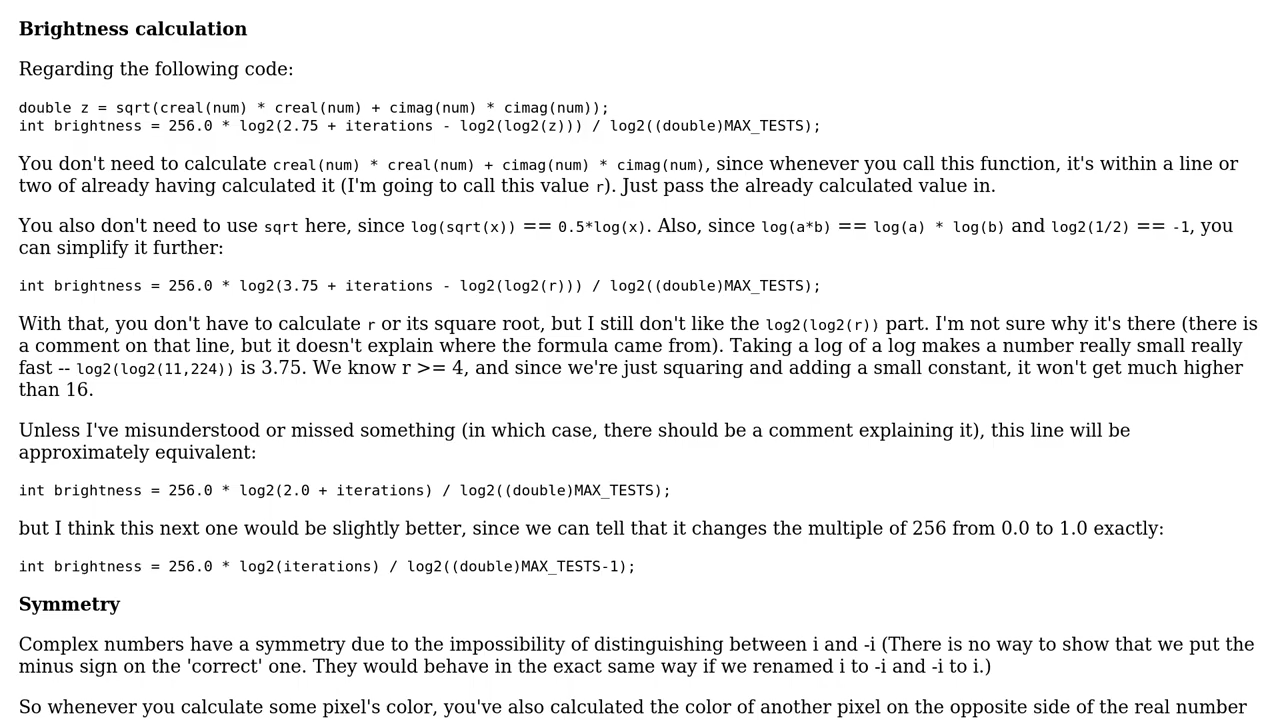 Brightness calculation
Regarding the following code:
double z = sqrt(creal(num) * creal(num) + cimag(num) * cimag(num));
int brightness = 256.0 * log2(2.75 + iterations - log2(log2(z))) / log2((double)MAX_TESTS);
You don't need to calculate creal(num) * creal(num) + cimag(num) * cimag(num), since whenever you call this function, it's within a line or
two of already having calculated it (I'm going to call this value r). Just pass the already calculated value in.
You also don't need to use sqrt here, since log(sqrt(x)) == 0.5*log(x). Also, since log(a*b) == log(a) * log(b) and log2(1/2) == -1, you
can simplify it further:
int brightness = 256.0 * log2(3.75 + iterations - log2(log2(r))) / log2((double)MAX_TESTS);
With that, you don't have to calculate r or its square root, but I still don't like the log2(log2(r)) part. I'm not sure why it's there (there is
a comment on that line, but it doesn't explain where the formula came from). Taking a log of a log makes a number really small really
fast -- log2(log2(11,224)) is 3.75. We know r >= 4, and since we're just squaring and adding a small constant, it won't get much higher
than 16.
Unless I've misunderstood or missed something (in which case, there should be a comment explaining it), this line will be
approximately equivalent:
int brightness = 256.0 * log2(2.0 + iterations) / log2((double)MAX_TESTS);
but I think this next one would be slightly better, since we can tell that it changes the multiple of 256 from 0.0 to 1.0 exactly:
int brightness = 256.0 * log2(iterations) / log2((double)MAX_TESTS-1);
Symmetry
Complex numbers have a symmetry due to the impossibility of distinguishing between i and -i (There is no way to show that we put the
minus sign on the 'correct' one. They would behave in the exact same way if we renamed i to -i and -i to i.)
So whenever you calculate some pixel's color, you've also calculated the color of another pixel on the opposite side of the real number